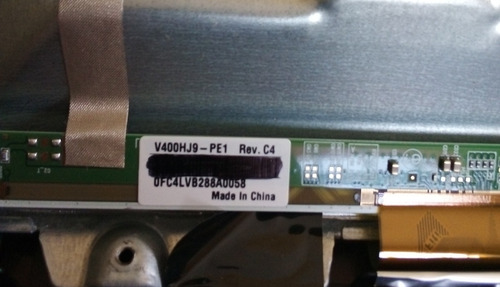 V400HJ9-PE1 Rev. C4
0FC4LVB288A0058
Made in China